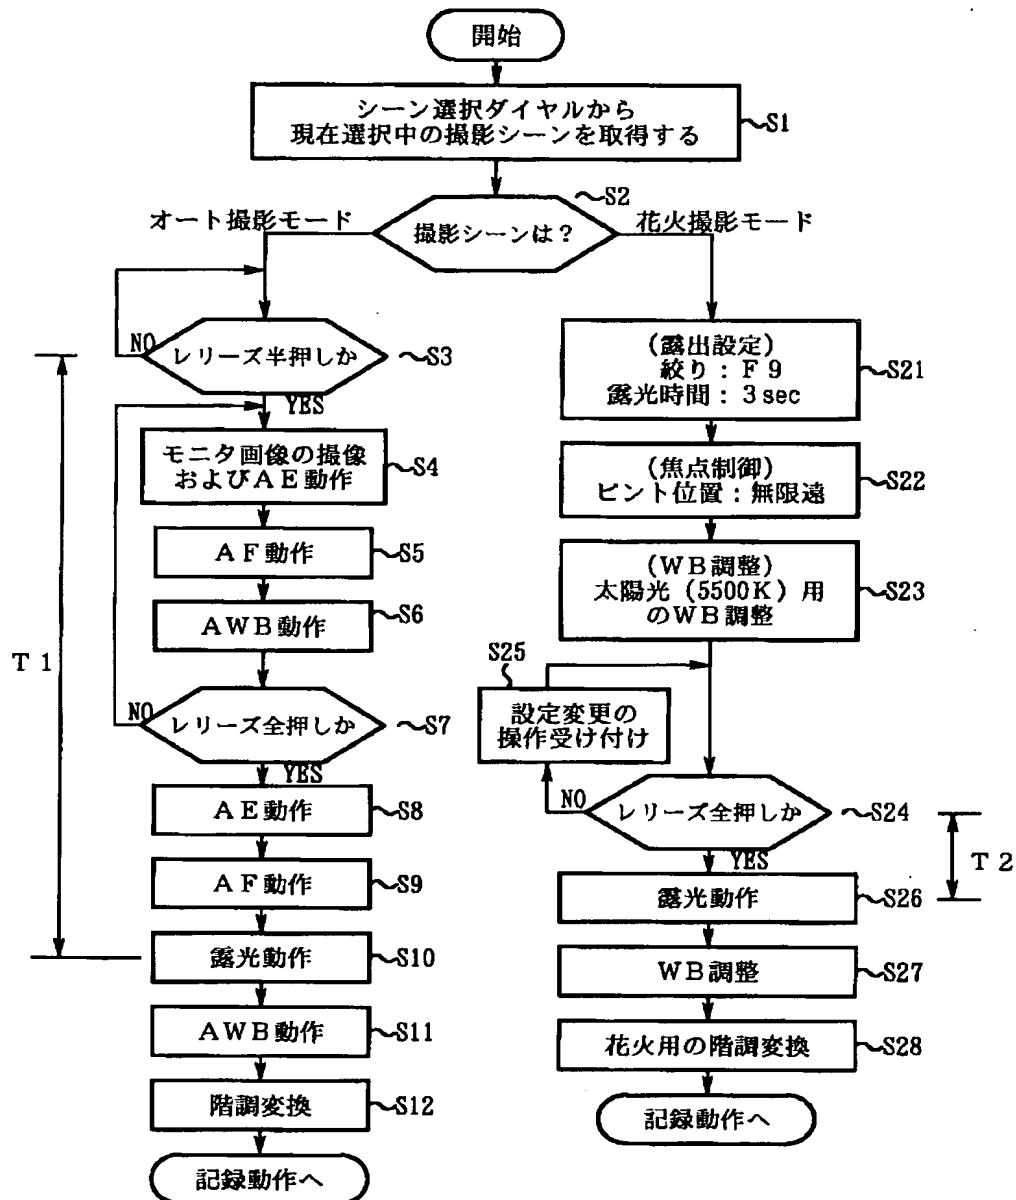 開始
シーン選択ダイヤルから
現在選択中の撮影シーンを取得する
S1
S2
撮影シーンは？
オート撮影モード
花火撮影モード
NO
レリーズ半押しか
S3
YES
モニタ画像の撮像
およびＡＥ動作
S4
ＡＦ動作
S5
ＡＷＢ動作
S6
Ｔ１
NO
レリーズ全押しか
S7
YES
ＡＥ動作
S8
ＡＦ動作
S9
露光動作
S10
ＡＷＢ動作
S11
階調変換
S12
記録動作へ
（露出設定）
絞り：Ｆ９
露光時間：３sec
S21
（焦点制御）
ピント位置：無限遠
S22
（ＷＢ調整）
太陽光（5500Ｋ）用
のＷＢ調整
S23
S25
設定変更の
操作受け付け
NO
レリーズ全押しか
S24
YES
Ｔ２
露光動作
S26
ＷＢ調整
S27
花火用の階調変換
S28
記録動作へ